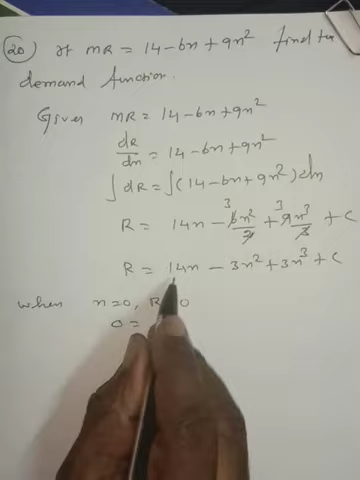 20 If MR = 14 - 6x + 9x² find the
demand function.
Given MR = 14 - 6x + 9x²
dR/dx = 14 - 6x + 9x²
∫dR = ∫(14 - 6x + 9x²) dx
R = 14x - 6x²/2 + 9x³/3 + C
R = 14x - 3x² + 3x³ + C
when x=0, R = 0
0 =